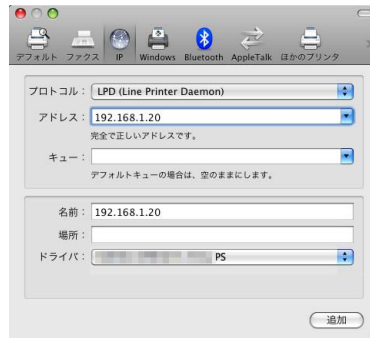 デフォルト ファクス IP Windows Bluetooth AppleTalk ほかのプリンタ
プロトコル： LPD (Line Printer Daemon)
アドレス： 192.168.1.20
完全で正しいアドレスです。
キュー：
デフォルトキューの場合は、空のままにします。
名前： 192.168.1.20
場所：
ドライバ： PS
追加